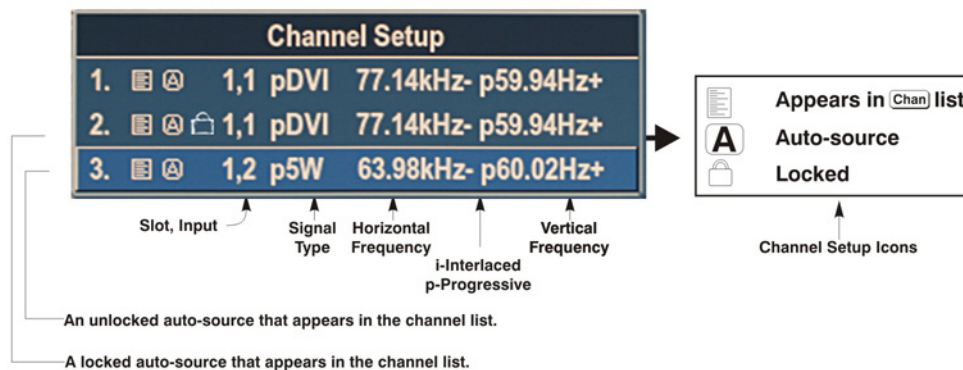 Channel Setup
1. A 1,1 pDVI 77.14kHz- p59.94Hz+
2. A 1,1 pDVI 77.14kHz- p59.94Hz+
3. A 1,2 p5W 63.98kHz- p60.02Hz+
Appears in Chan list
A Auto-source
Locked
Slot, Input
Signal Type
Horizontal Frequency
i-Interlaced
p-Progressive
Vertical Frequency
Channel Setup Icons
An unlocked auto-source that appears in the channel list.
A locked auto-source that appears in the channel list.